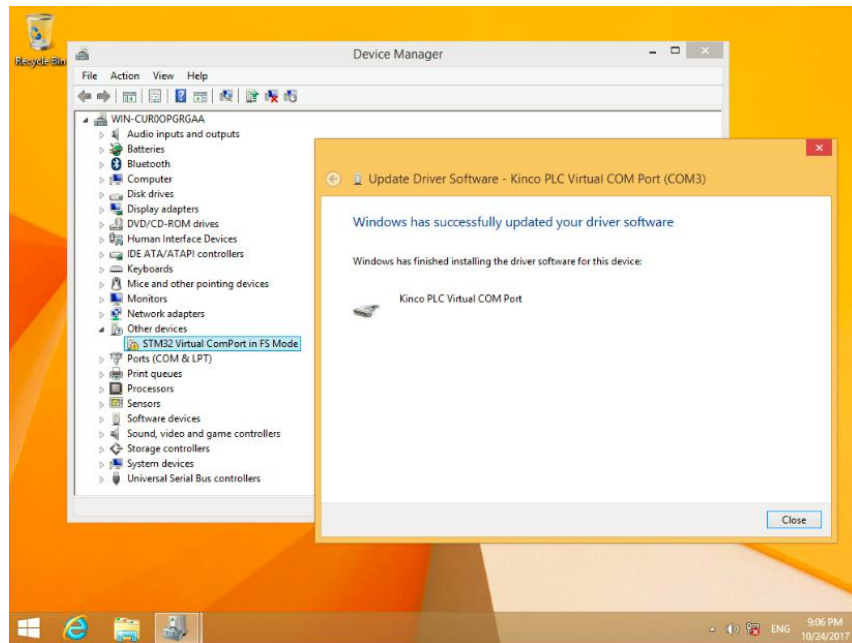 Recycle Bin
Device Manager
File Action View Help
WIN-CUR0OPGRGAA
Audio inputs and outputs
Batteries
Bluetooth
Computer
Disk drives
Display adapters
DVD/CD-ROM drives
Human Interface Devices
IDE ATA/ATAPI controllers
Keyboards
Mice and other pointing devices
Monitors
Network adapters
Other devices
STM32 Virtual ComPort in FS Mode
Ports (COM & LPT)
Print queues
Processors
Sensors
Software devices
Sound, video and game controllers
Storage controllers
System devices
Universal Serial Bus controllers
Update Driver Software - Kinco PLC Virtual COM Port (COM3)
Windows has successfully updated your driver software
Windows has finished installing the driver software for this device:
Kinco PLC Virtual COM Port
Close
ENG
9:06 PM
10/24/2017